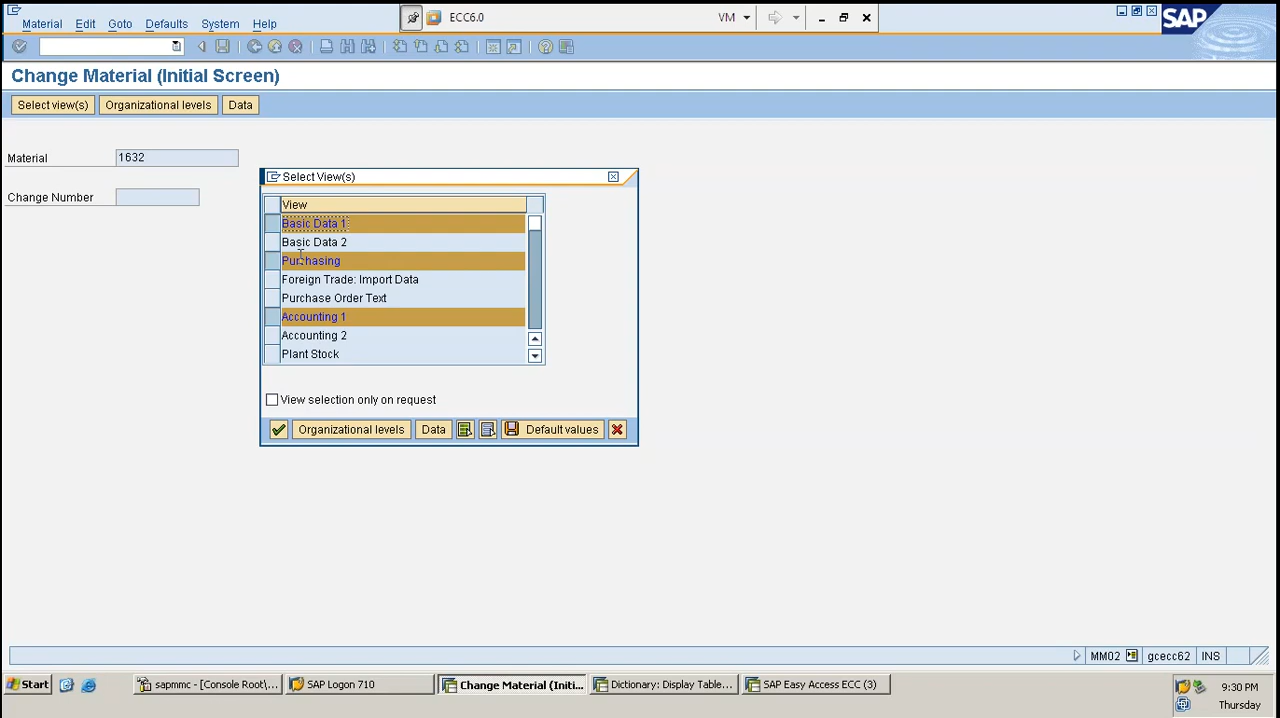 Material Edit Goto Defaults System Help
ECC6.0
VM
SAP
Change Material (Initial Screen)
Select view(s) Organizational levels Data
Material 1632
Change Number
Select View(s)
View
Basic Data 1
Basic Data 2
Purchasing
Foreign Trade: Import Data
Purchase Order Text
Accounting 1
Accounting 2
Plant Stock
View selection only on request
Organizational levels Data Default values
MM02 gcecc62 INS
Start sapmmc - [Console Root\... SAP Logon 710 Change Material (Initi... Dictionary: Display Table... SAP Easy Access ECC (3) 9:30 PM
Thursday